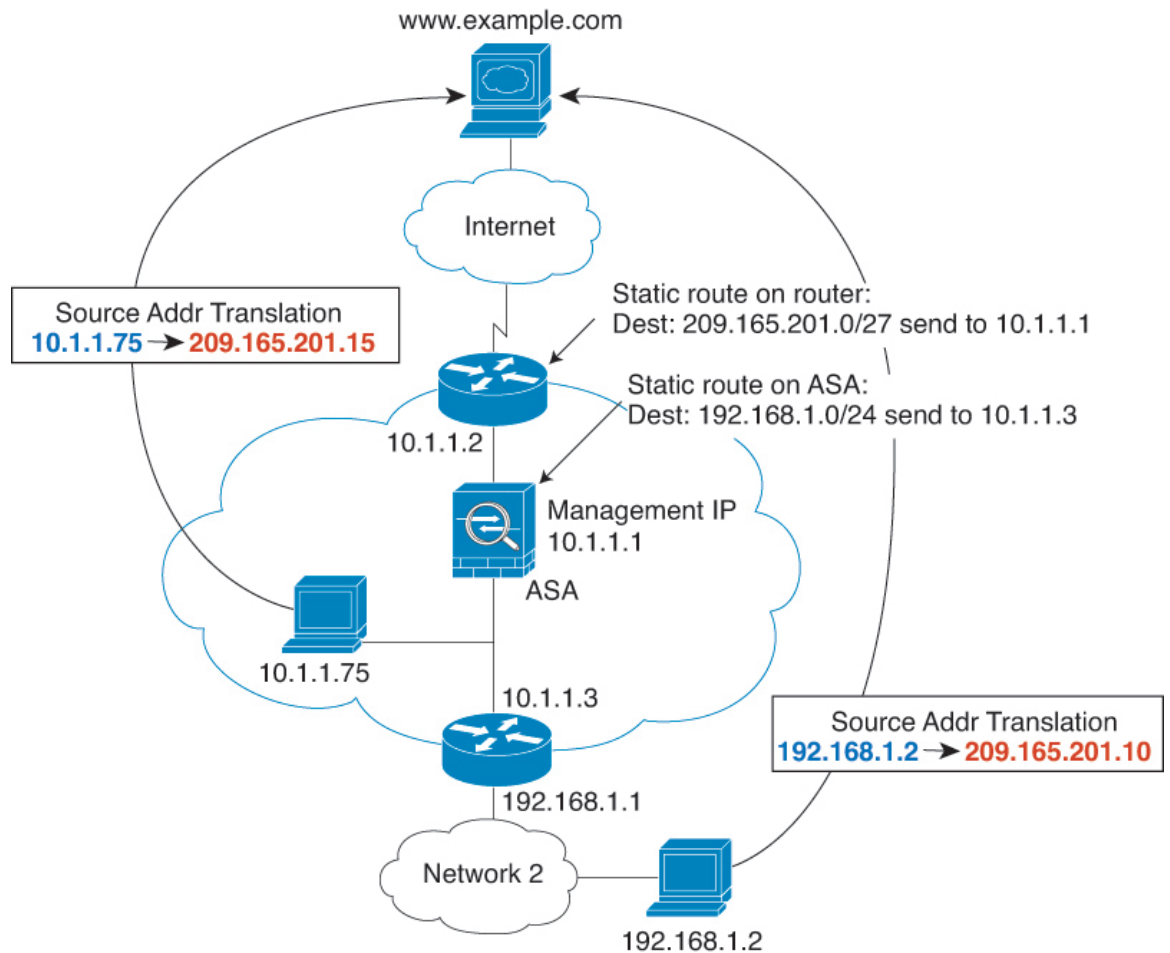 www.example.com
Internet
Source Addr Translation
10.1.1.75 209.165.201.15
Static route on router:
Dest: 209.165.201.0/27 send to 10.1.1.1
Static route on ASA:
Dest: 192.168.1.0/24 send to 10.1.1.3
10.1.1.2
Management IP
10.1.1.1
ASA
10.1.1.75
10.1.1.3
Source Addr Translation
192.168.1.2 209.165.201.10
192.168.1.1
Network 2
192.168.1.2